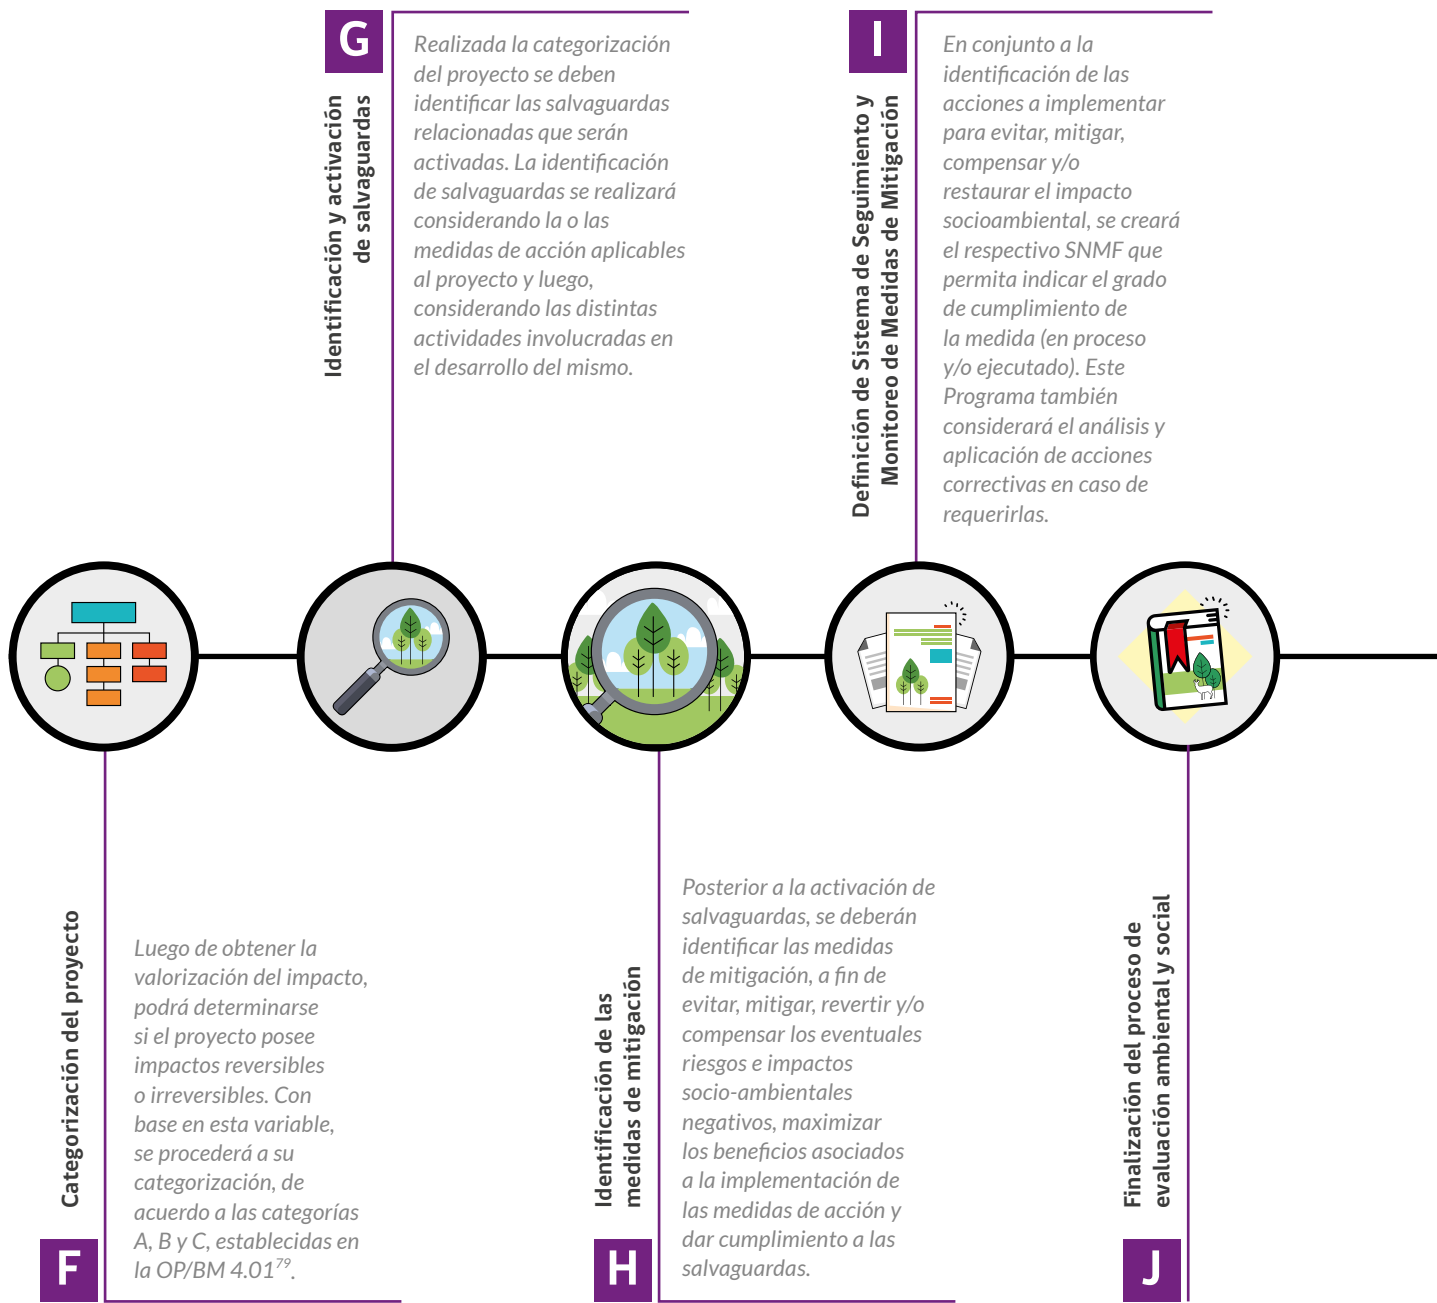 F
Categorización del proyecto
Luego de obtener la
valorización del impacto,
podrá determinarse
si el proyecto posee
impactos reversibles
o irreversibles. Con
base en esta variable,
se procederá a su
categorización, de
acuerdo a las categorías
A, B y C, establecidas en
la OP/BM 4.01⁷⁹.
G
Identificación y activación
de salvaguardas
Realizada la categorización
del proyecto se deben
identificar las salvaguardas
relacionadas que serán
activadas. La identificación
de salvaguardas se realizará
considerando la o las
medidas de acción aplicables
al proyecto y luego,
considerando las distintas
actividades involucradas en
el desarrollo del mismo.
H
Identificación de las
medidas de mitigación
Posterior a la activación de
salvaguardas, se deberán
identificar las medidas
de mitigación, a fin de
evitar, mitigar, revertir y/o
compensar los eventuales
riesgos e impactos
socio-ambientales
negativos, maximizar
los beneficios asociados
a la implementación de
las medidas de acción y
dar cumplimiento a las
salvaguardas.
I
Definición de Sistema de Seguimiento y
Monitoreo de Medidas de Mitigación
En conjunto a la
identificación de las
acciones a implementar
para evitar, mitigar,
compensar y/o
restaurar el impacto
socioambiental, se creará
el respectivo SNMF que
permita indicar el grado
de cumplimiento de
la medida (en proceso
y/o ejecutado). Este
Programa también
considerará el análisis y
aplicación de acciones
correctivas en caso de
requerirlas.
J
Finalización del proceso de
evaluación ambiental y social